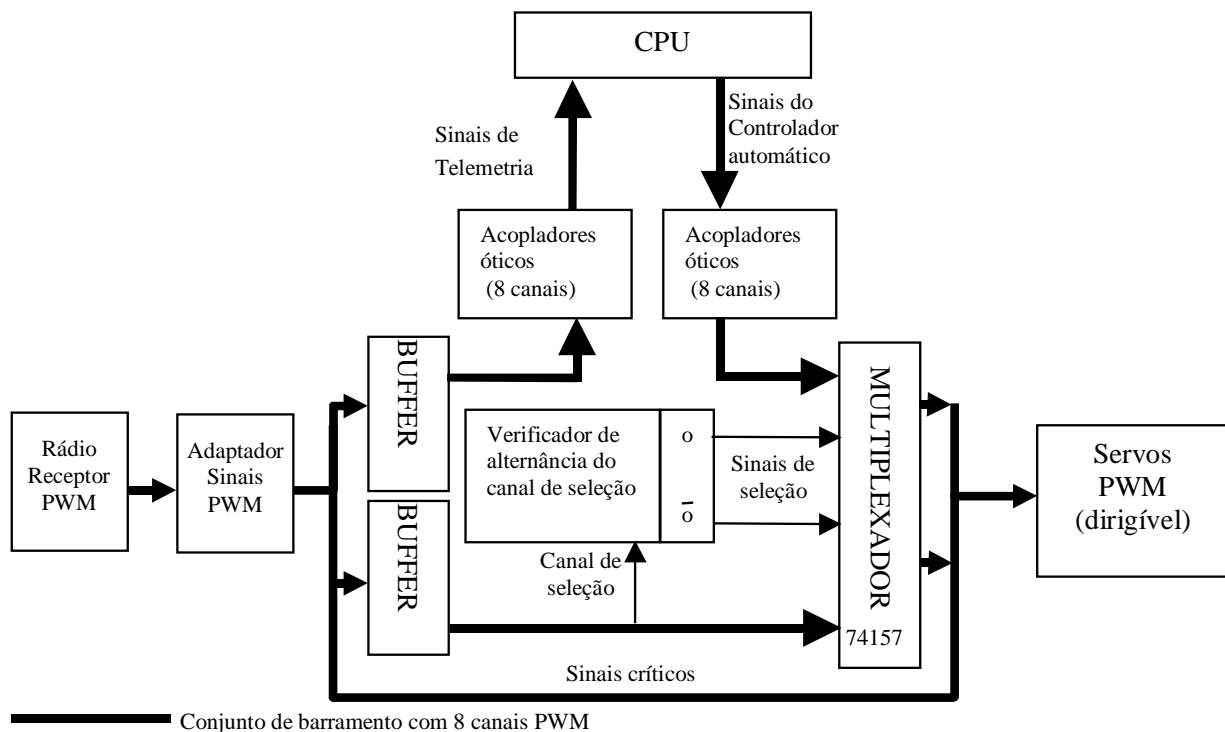 CPU
Sinais de
Telemetria
Sinais do
Controlador
automático
Acopladores
óticos
(8 canais)
Acopladores
óticos
(8 canais)
BUFFER
BUFFER
MULTIPLEXADOR
74157
Rádio
Receptor
PWM
Adaptador
Sinais
PWM
Verificador de
alternância do
canal de seleção
o
o̅
Sinais de
seleção
Canal de
seleção
Servos
PWM
(dirigível)
Sinais críticos
Conjunto de barramento com 8 canais PWM